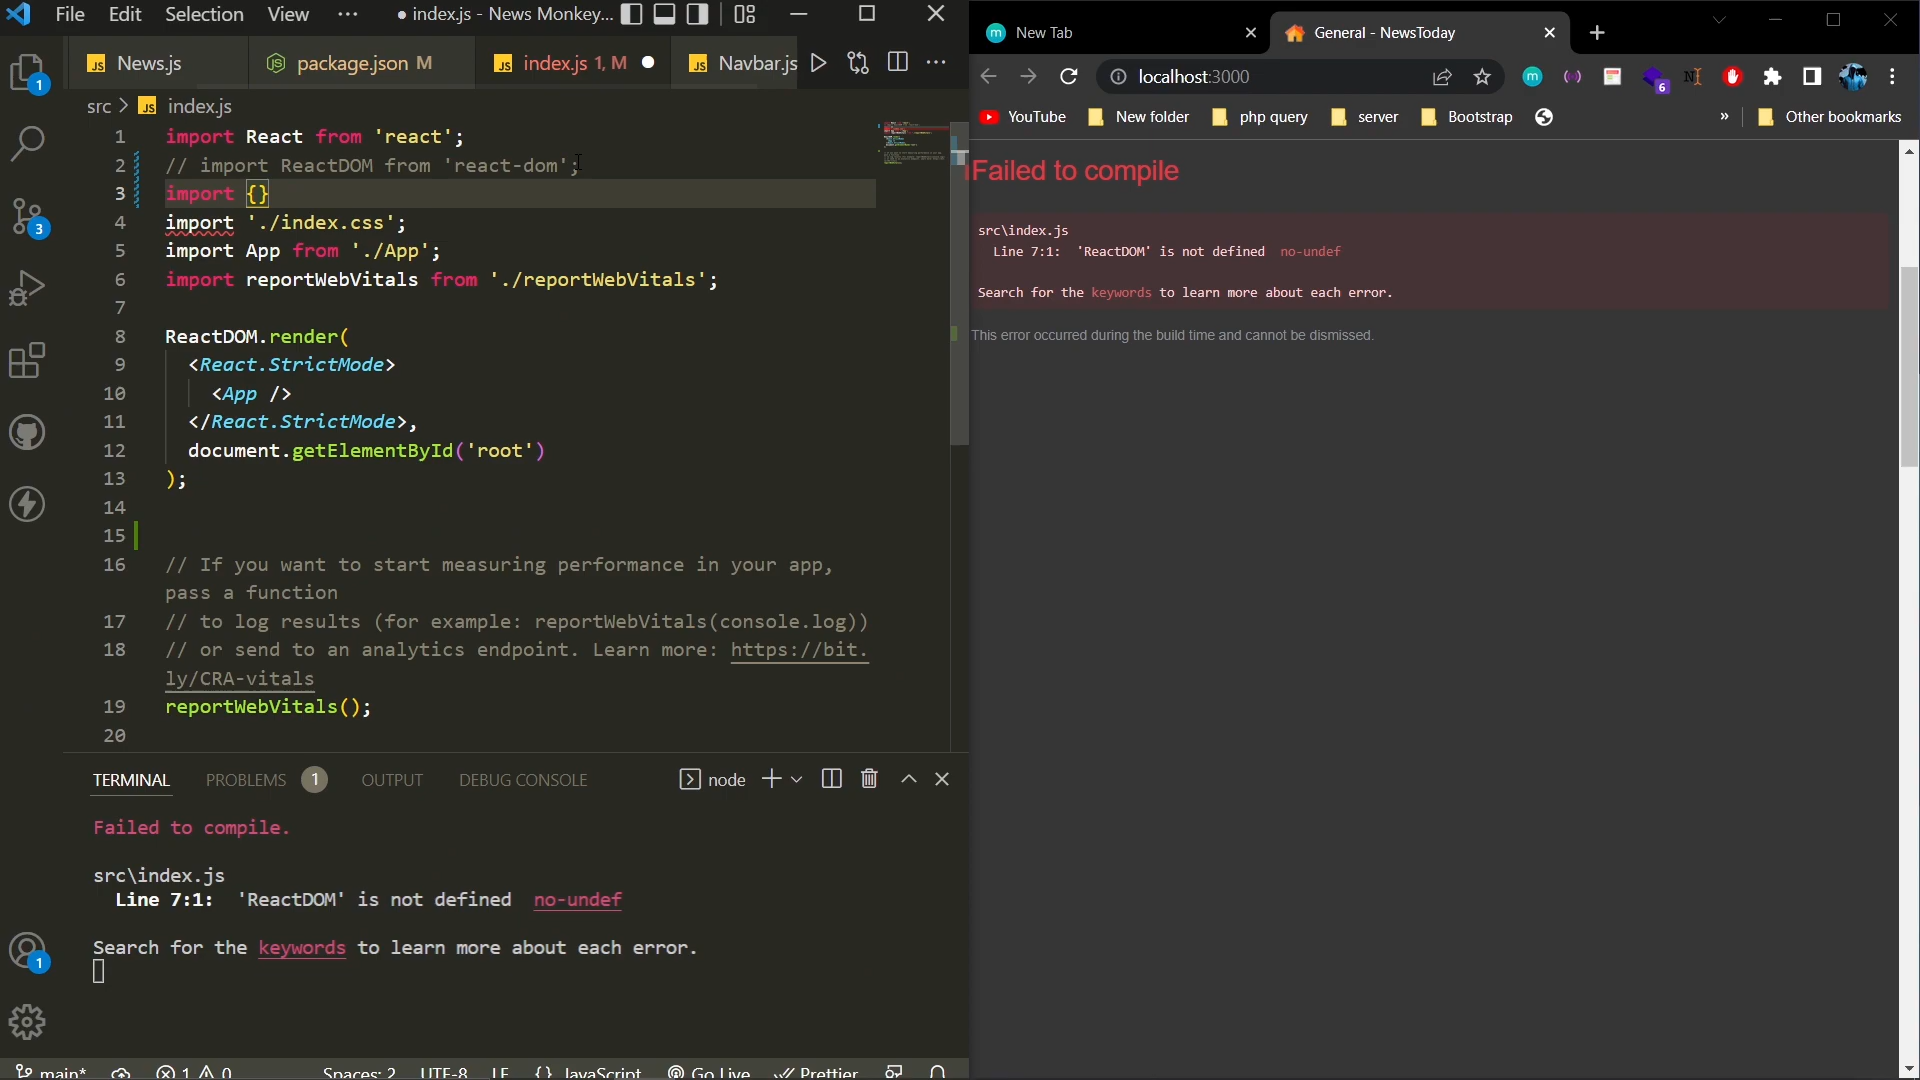 File Edit Selection View ··· ● index.js - News Monkey...
News.js package.json M index.js 1, M ● Navbar.js
src > JS index.js
1 import React from 'react';
2 // import ReactDOM from 'react-dom';
3 import {}
4 import './index.css';
5 import App from './App';
6 import reportWebVitals from './reportWebVitals';
7
8 ReactDOM.render(
9 <React.StrictMode>
10 <App />
11 </React.StrictMode>,
12 document.getElementById('root')
13 );
14
15
16 // If you want to start measuring performance in your app,
pass a function
17 // to log results (for example: reportWebVitals(console.log))
18 // or send to an analytics endpoint. Learn more: https://bit.
ly/CRA-vitals
19 reportWebVitals();
20
TERMINAL PROBLEMS 1 OUTPUT DEBUG CONSOLE node
Failed to compile.
src\index.js
Line 7:1: 'ReactDOM' is not defined no-undef
Search for the keywords to learn more about each error.
main* 1 0 Spaces: 2 UTF-8 LF {} JavaScript Go Live Prettier
New Tab General - NewsToday
localhost:3000
YouTube New folder php query server Bootstrap » Other bookmarks
Failed to compile
src\index.js
Line 7:1: 'ReactDOM' is not defined no-undef
Search for the keywords to learn more about each error.
This error occurred during the build time and cannot be dismissed.